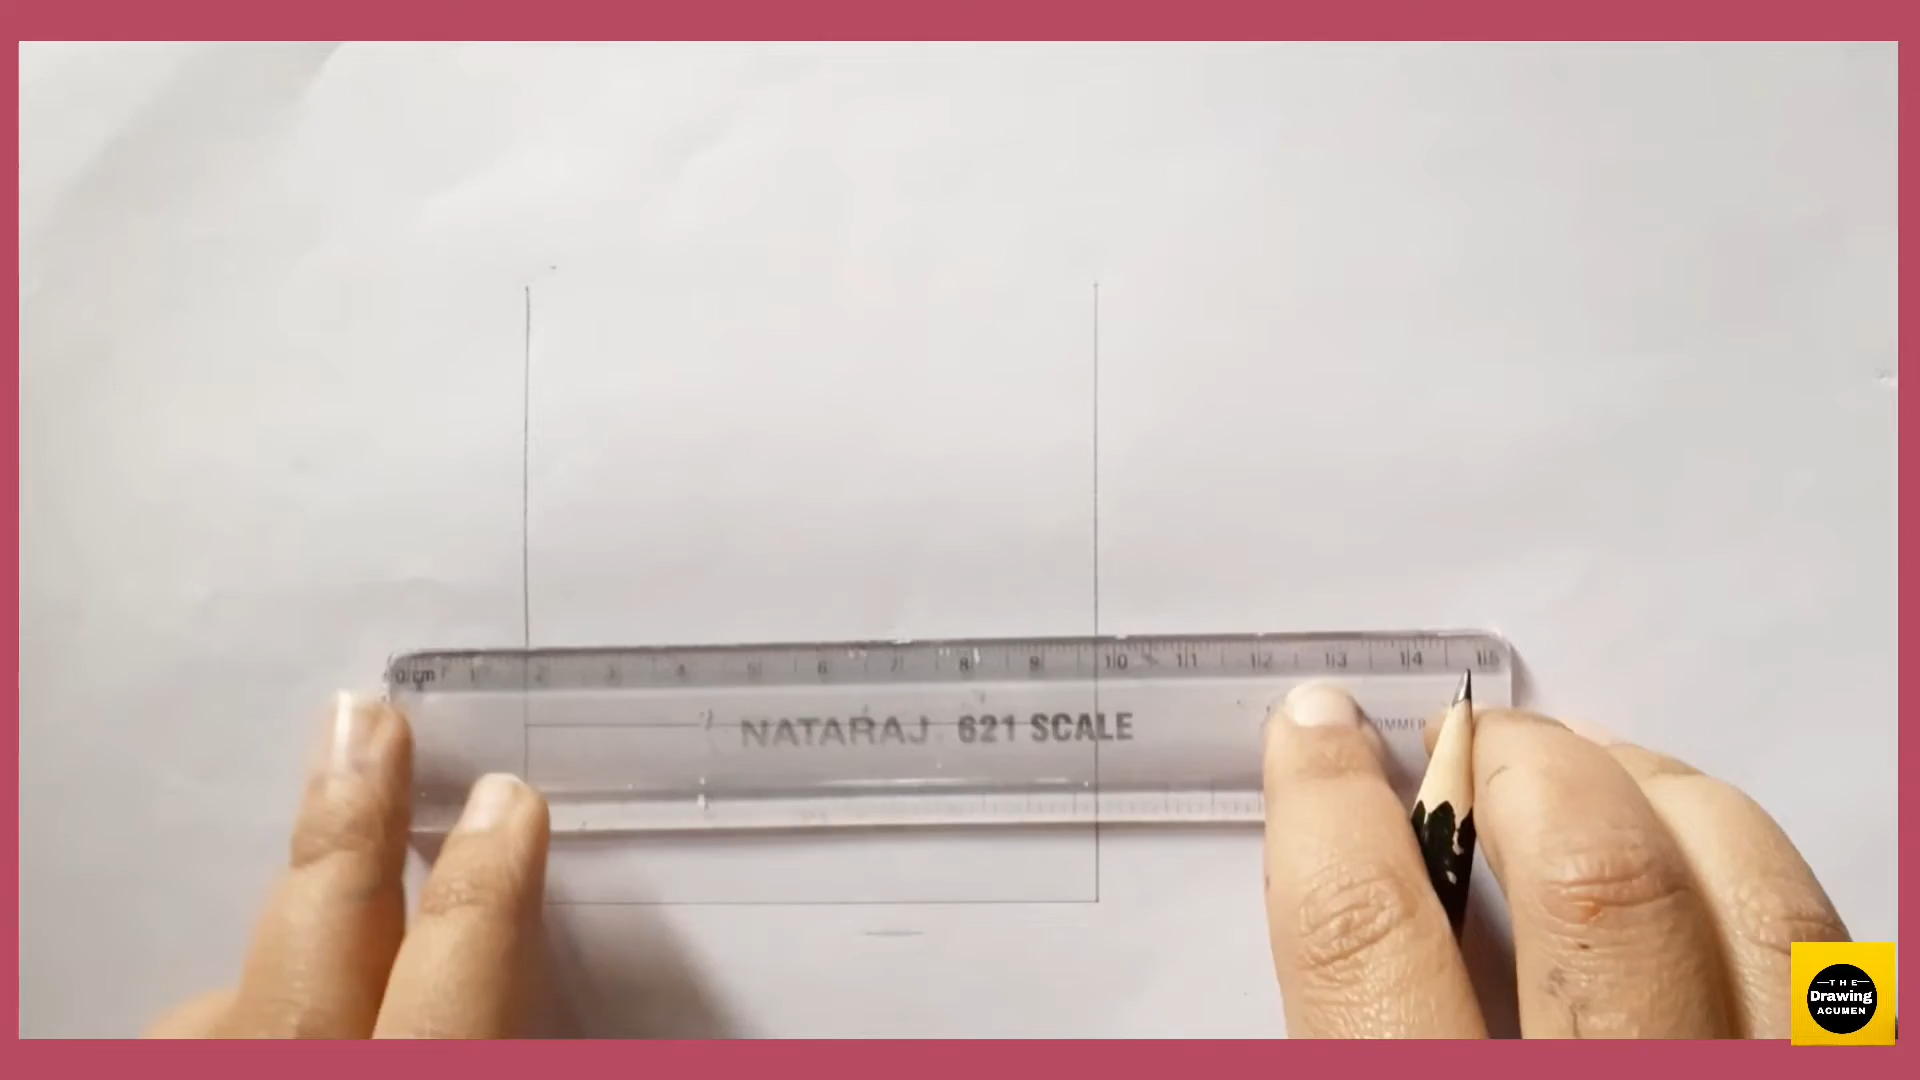 0 cm 1 2 3 4 5 6 7 8 9 10 11 12 13 14 15
NATARAJ 621 SCALE
THE
Drawing
ACUMEN